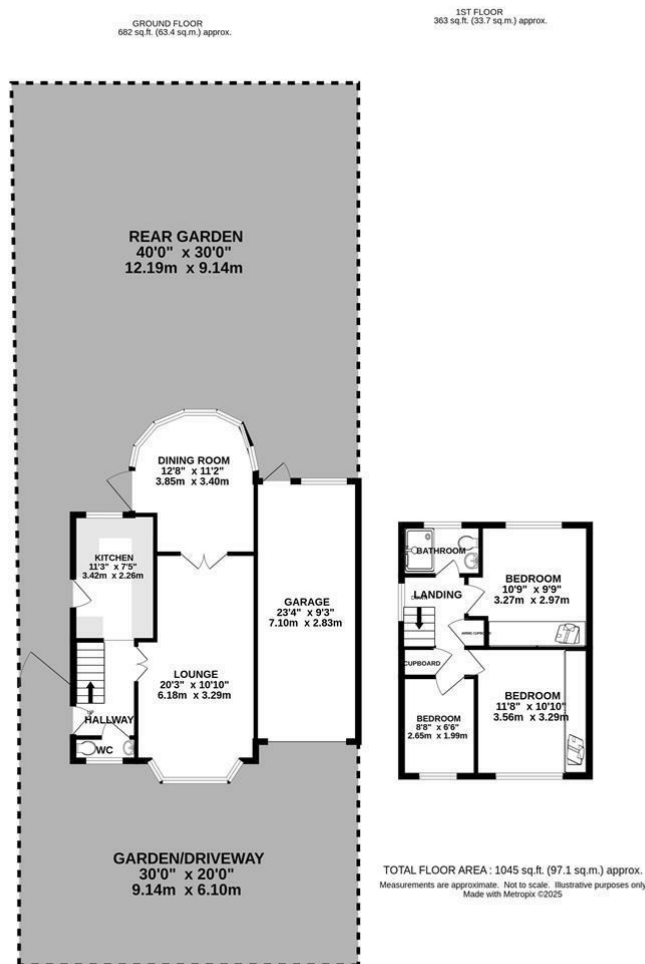 GROUND FLOOR
682 sq.ft. (63.4 sq.m.) approx.
1ST FLOOR
363 sq.ft. (33.7 sq.m.) approx.
REAR GARDEN
40'0" x 30'0"
12.19m x 9.14m
DINING ROOM
12'8" x 11'2"
3.85m x 3.40m
KITCHEN
11'3" x 7'5"
3.42m x 2.26m
GARAGE
23'4" x 9'3"
7.10m x 2.83m
LOUNGE
20'3" x 10'10"
6.18m x 3.29m
HALLWAY
WC
GARDEN/DRIVEWAY
30'0" x 20'0"
9.14m x 6.10m
BATHROOM
BEDROOM
10'9" x 9'9"
3.27m x 2.97m
LANDING
CUPBOARD
BEDROOM
11'8" x 10'10"
3.56m x 3.29m
BEDROOM
8'8" x 6'6"
2.65m x 1.99m
TOTAL FLOOR AREA : 1045 sq.ft. (97.1 sq.m.) approx.
Measurements are approximate. Not to scale. Illustrative purposes only
Made with Metropix ©2025